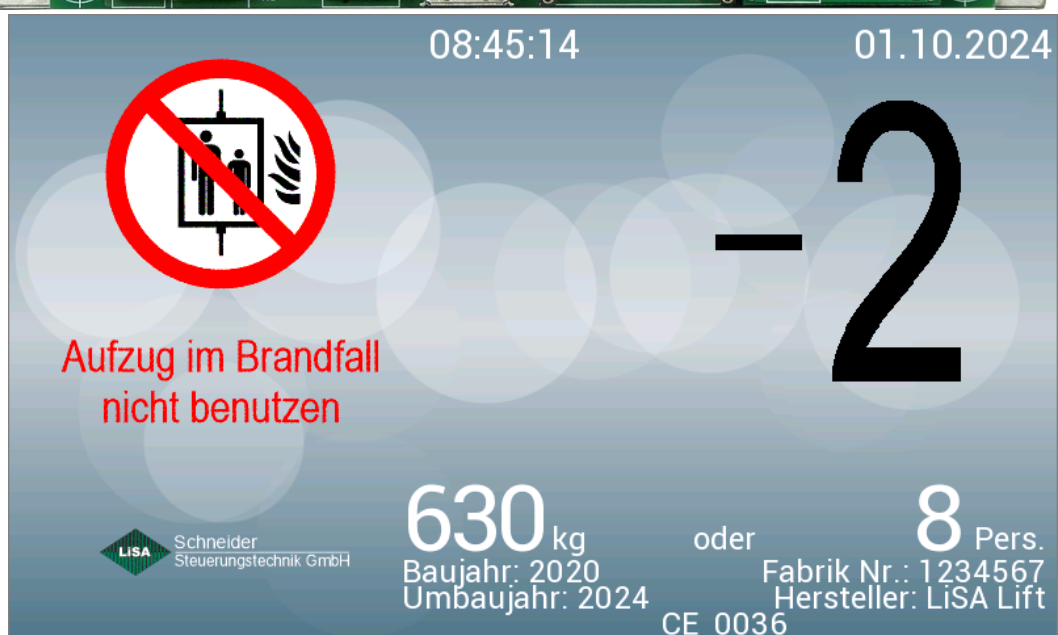 08:45:14
01.10.2024
-2
Aufzug im Brandfall
nicht benutzen
LiSA
Schneider
Steuerungstechnik GmbH
630 kg oder 8 Pers.
Baujahr: 2020
Fabrik Nr.: 1234567
Umbaujahr: 2024
Hersteller: LiSA Lift
CE 0036